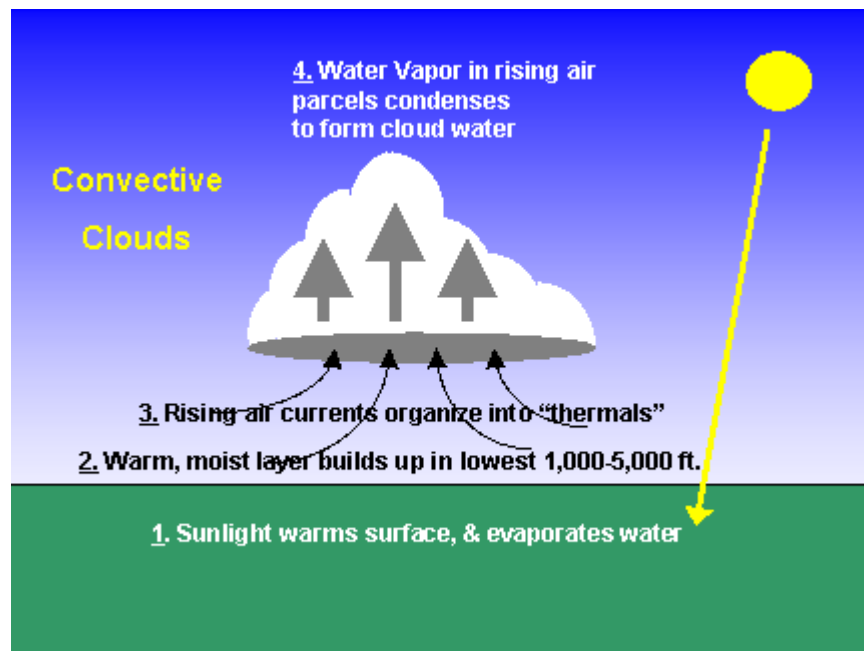 4. Water Vapor in rising air
parcels condenses
to form cloud water
Convective
Clouds
3. Rising air currents organize into “thermals”
2. Warm, moist layer builds up in lowest 1,000-5,000 ft.
1. Sunlight warms surface, & evaporates water